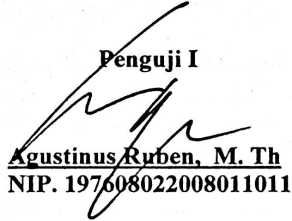 Penguji I
Agustinus Ruben, M. Th
NIP. 197608022008011011